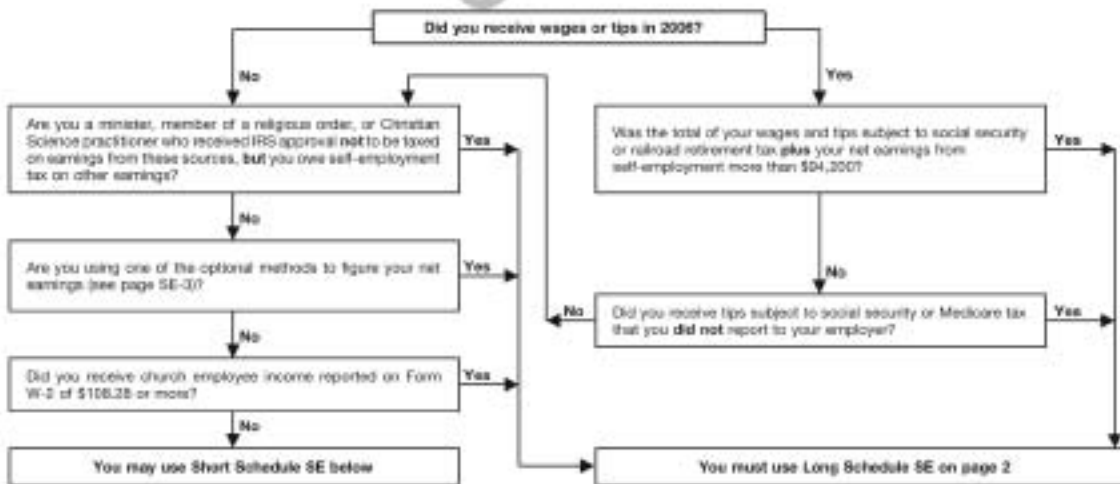 Did you receive wages or tips in 2006?
No
Yes
Are you a minister, member of a religious order, or Christian
Science practitioner who received IRS approval not to be taxed
on earnings from these sources, but you owe self-employment
tax on other earnings?
Yes
Was the total of your wages and tips subject to social security
or railroad retirement tax plus your net earnings from
self-employment more than $94,200?
Yes
No
No
Are you using one of the optional methods to figure your net
earnings (see page SE-3)?
Yes
No
Did you receive tips subject to social security or Medicare tax
that you did not report to your employer?
Yes
No
Did you receive church employee income reported on Form
W-2 of $108.28 or more?
Yes
No
You may use Short Schedule SE below
You must use Long Schedule SE on page 2